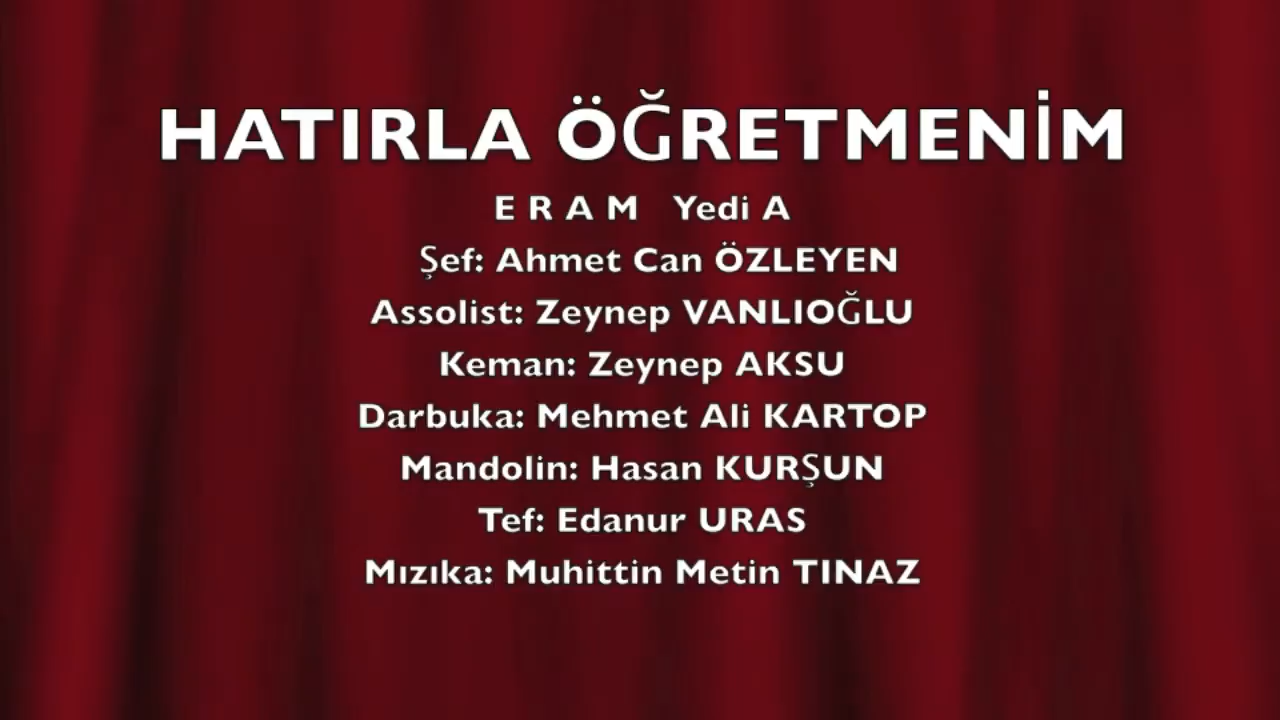 HATIRLA ÖĞRETMENİM
E R A M Yedi A
Şef: Ahmet Can ÖZLEYEN
Assolist: Zeynep VANLIOĞLU
Keman: Zeynep AKSU
Darbuka: Mehmet Ali KARTOP
Mandolin: Hasan KURŞUN
Tef: Edanur URAS
Mızıka: Muhittin Metin TINAZ